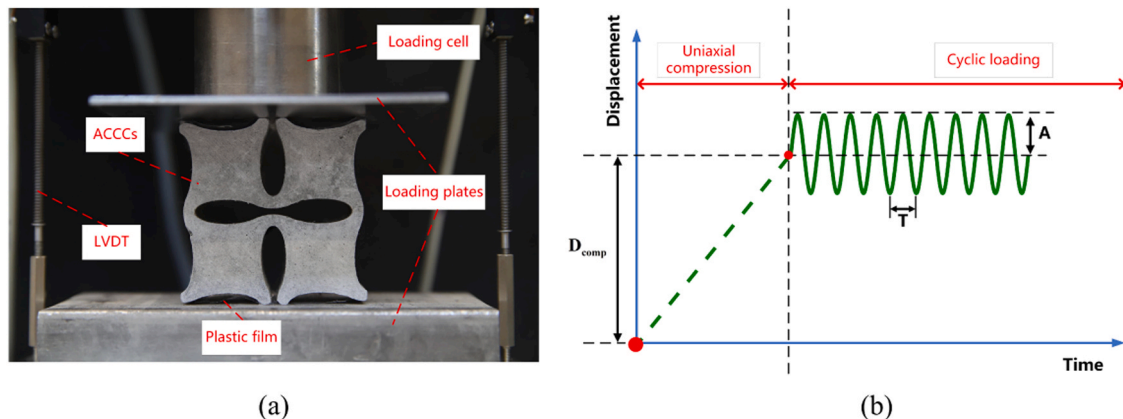 Loading cell
ACCCs
Loading plates
LVDT
Plastic film
(a)
Displacement
Uniaxial
compression
Cyclic loading
A
T
Dcomp
Time
(b)